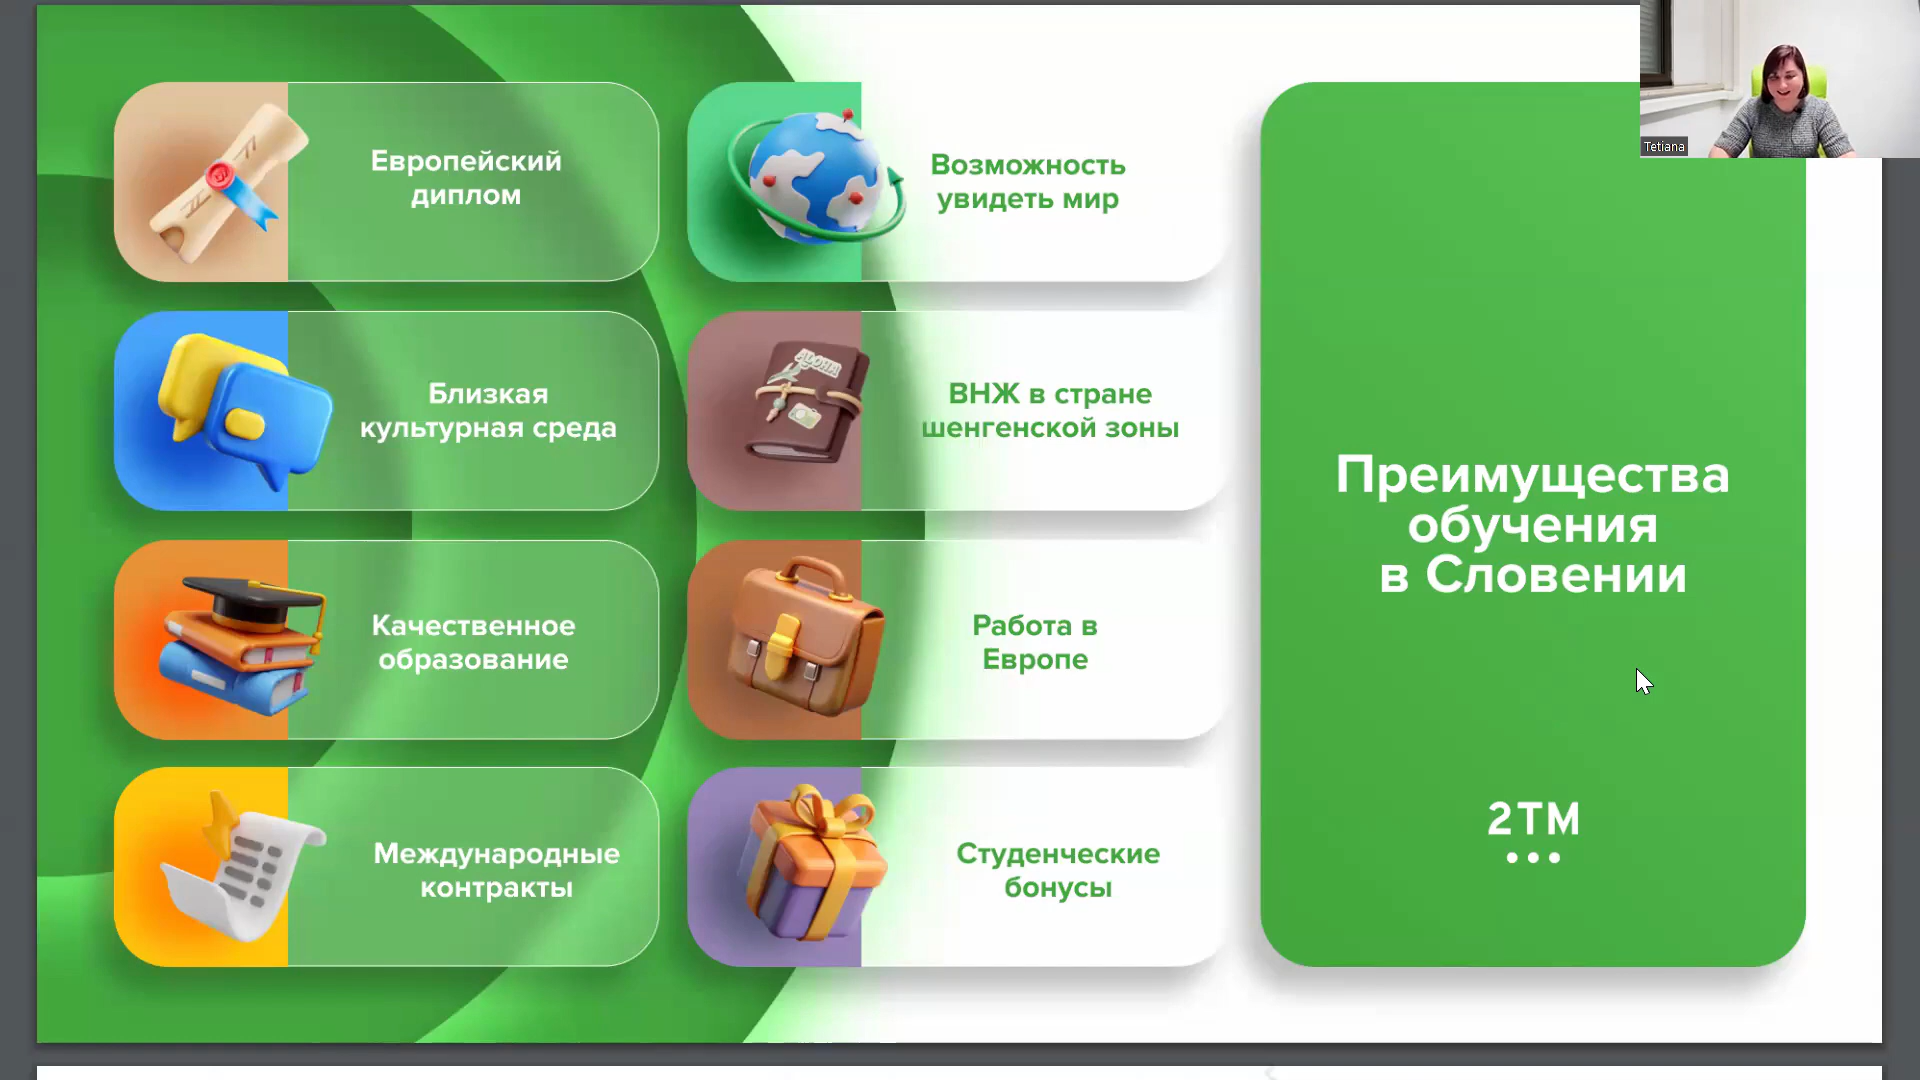 Европейский
диплом
Возможность
увидеть мир
Близкая
культурная среда
ALOHA
ВНЖ в стране
шенгенской зоны
Качественное
образование
Работа в
Европе
Международные
контракты
Студенческие
бонусы
Преимущества
обучения
в Словении
2TM
Tetiana